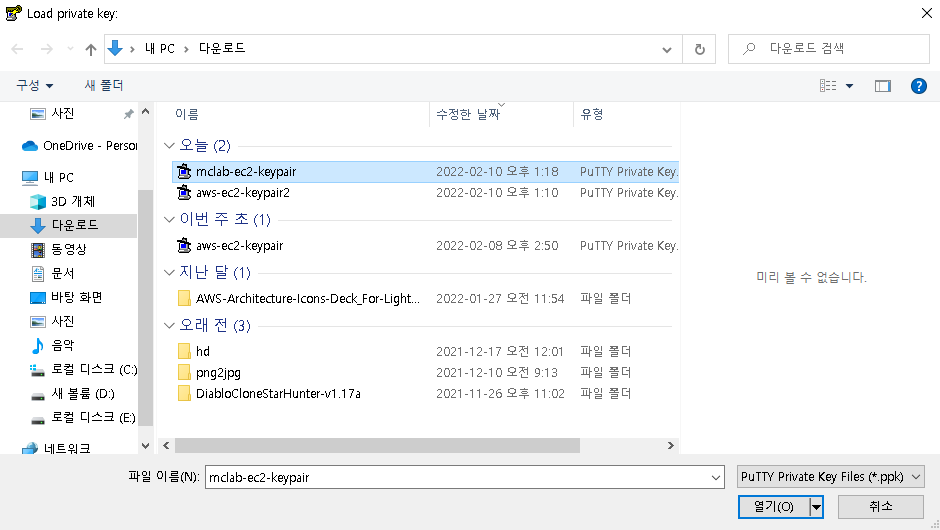 Load private key:
내 PC › 다운로드
다운로드 검색
구성
새 폴더
사진
OneDrive - Person
내 PC
3D 개체
다운로드
동영상
문서
바탕 화면
사진
음악
로컬 디스크 (C:)
새 볼륨 (D:)
로컬 디스크 (E:)
네트워크
이름 수정한 날짜 유형
오늘 (2)
mclab-ec2-keypair 2022-02-10 오후 1:18 PuTTY Private Key.
aws-ec2-keypair2 2022-02-10 오후 1:10 PuTTY Private Key.
이번 주 초 (1)
aws-ec2-keypair 2022-02-08 오후 2:50 PuTTY Private Key.
지난 달 (1)
AWS-Architecture-Icons-Deck_For-Light... 2022-01-27 오전 11:54 파일 폴더
오래 전 (3)
hd 2021-12-17 오전 12:01 파일 폴더
png2jpg 2021-12-10 오전 9:13 파일 폴더
DiabloCloneStarHunter-v1.17a 2021-11-26 오후 11:02 파일 폴더
미리 볼 수 없습니다.
파일 이름(N): mclab-ec2-keypair
PuTTY Private Key Files (*.ppk)
열기(O)
취소